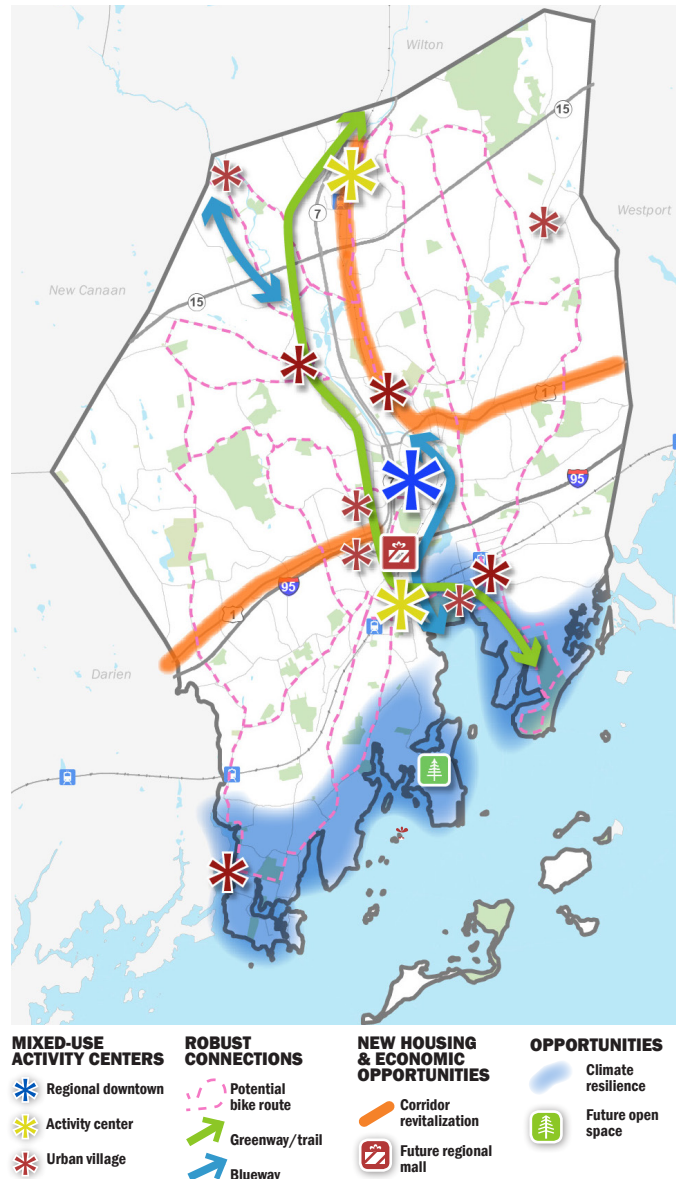 Wilton
15
Westport
7
New Canaan
15
1
7
95
95
1
Darien
MIXED-USE
ACTIVITY CENTERS
Regional downtown
Activity center
Urban village
ROBUST
CONNECTIONS
Potential
bike route
Greenway/trail
Blueway
NEW HOUSING
& ECONOMIC
OPPORTUNITIES
Corridor
revitalization
Future regional
mall
OPPORTUNITIES
Climate
resilience
Future open
space